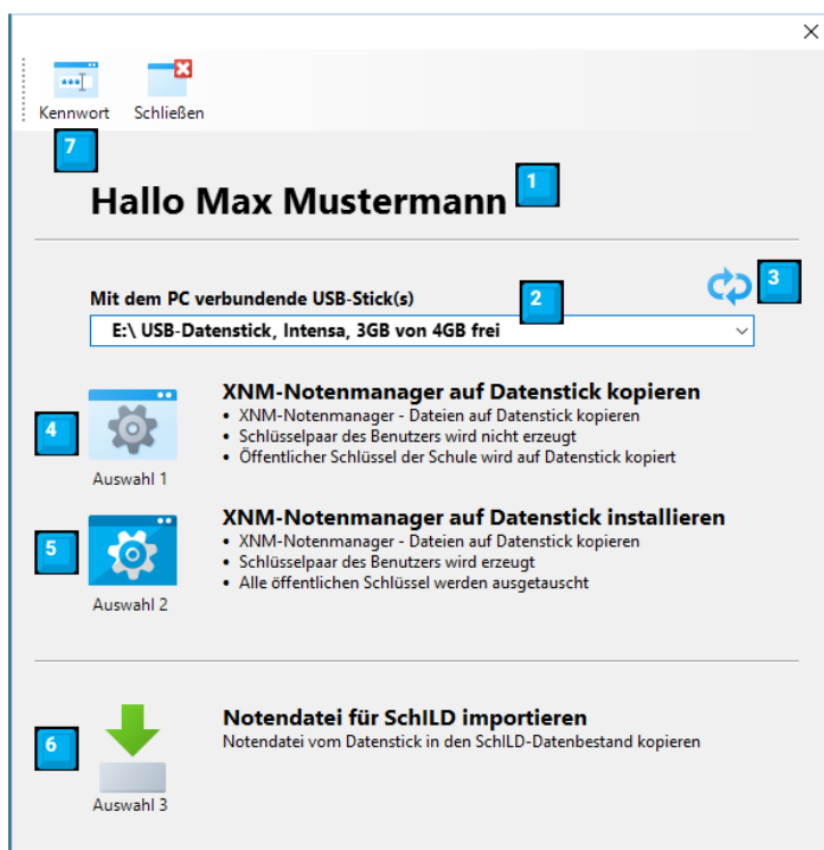 Kennwort Schließen
7
Hallo Max Mustermann 1
3
Mit dem PC verbundende USB-Stick(s) 2
E:\ USB-Datenstick, Intensa, 3GB von 4GB frei
XNM-Notenmanager auf Datenstick kopieren
• XNM-Notenmanager - Dateien auf Datenstick kopieren
4
• Schlüsselpaar des Benutzers wird nicht erzeugt
• Öffentlicher Schlüssel der Schule wird auf Datenstick kopiert
Auswahl 1
XNM-Notenmanager auf Datenstick installieren
• XNM-Notenmanager - Dateien auf Datenstick kopieren
5
• Schlüsselpaar des Benutzers wird erzeugt
• Alle öffentlichen Schlüssel werden ausgetauscht
Auswahl 2
Notendatei für SchILD importieren
6
Notendatei vom Datenstick in den SchILD-Datenbestand kopieren
Auswahl 3